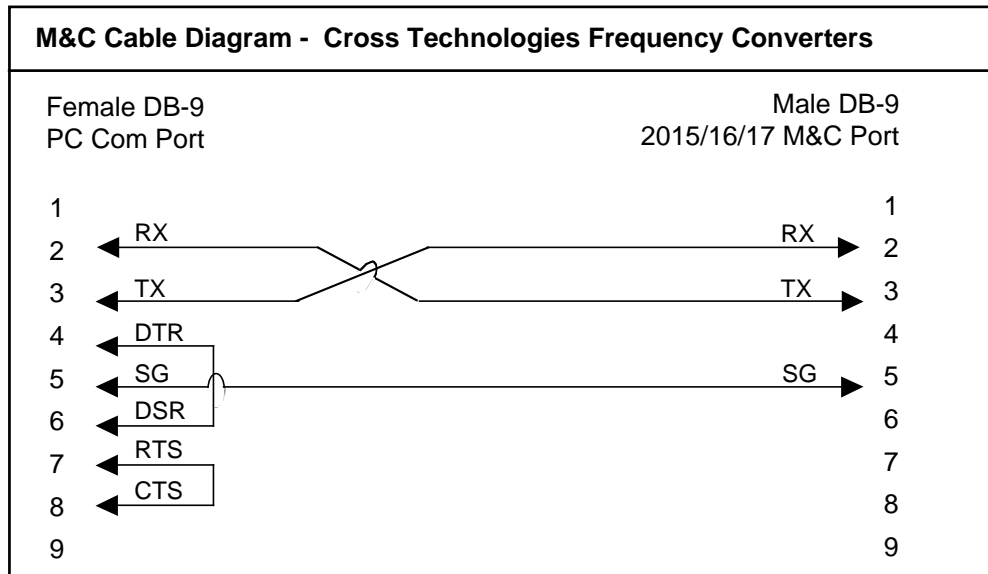 M&C Cable Diagram - Cross Technologies Frequency Converters
Female DB-9
PC Com Port
Male DB-9
2015/16/17 M&C Port
1 1
2 RX RX 2
3 TX TX 3
4 DTR 4
5 SG SG 5
6 DSR 6
7 RTS 7
8 CTS 8
9 9